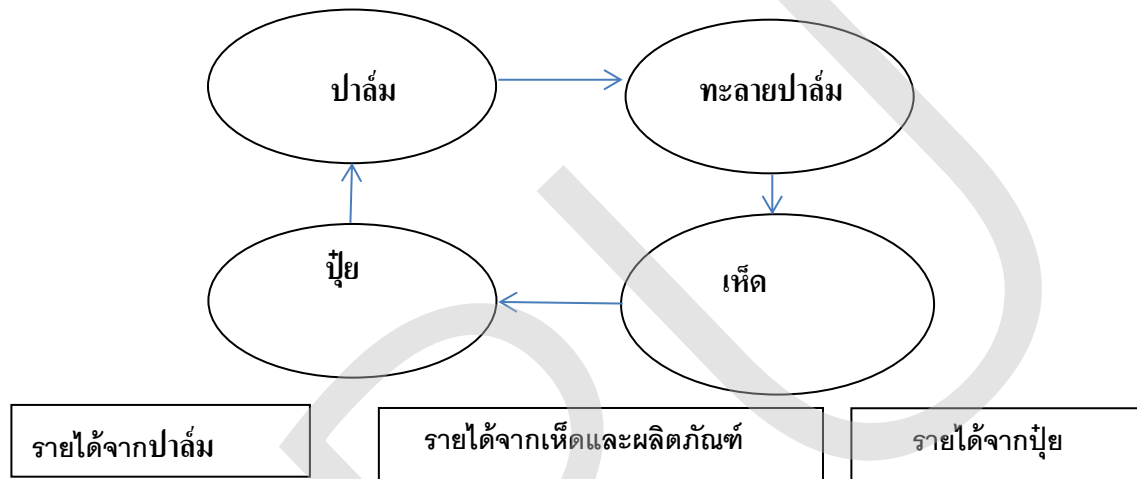 ปาล์ม
ทะลายปาล์ม
ปุ๋ย
เห็ด
รายได้จากปาล์ม
รายได้จากเห็ดและผลิตภัณฑ์
รายได้จากปุ๋ย